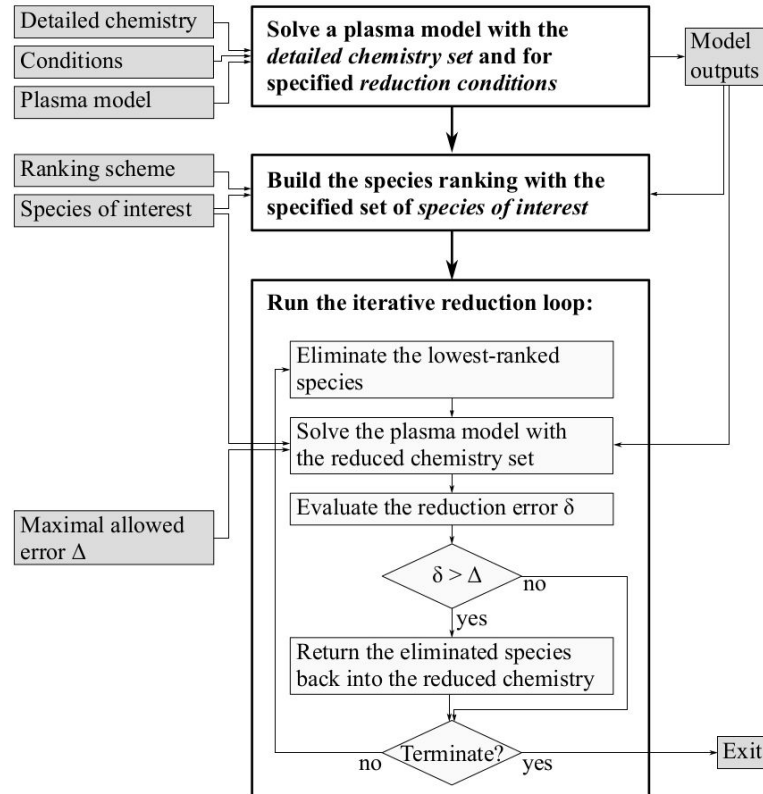 Detailed chemistry
Conditions
Plasma model
Solve a plasma model with the
detailed chemistry set and for
specified reduction conditions
Model
outputs
Ranking scheme
Species of interest
Build the species ranking with the
specified set of species of interest
Run the iterative reduction loop:
Eliminate the lowest-ranked
species
Solve the plasma model with
the reduced chemistry set
Maximal allowed
error Δ
Evaluate the reduction error δ
δ > Δ
no
yes
Return the eliminated species
back into the reduced chemistry
Terminate?
no
yes
Exit